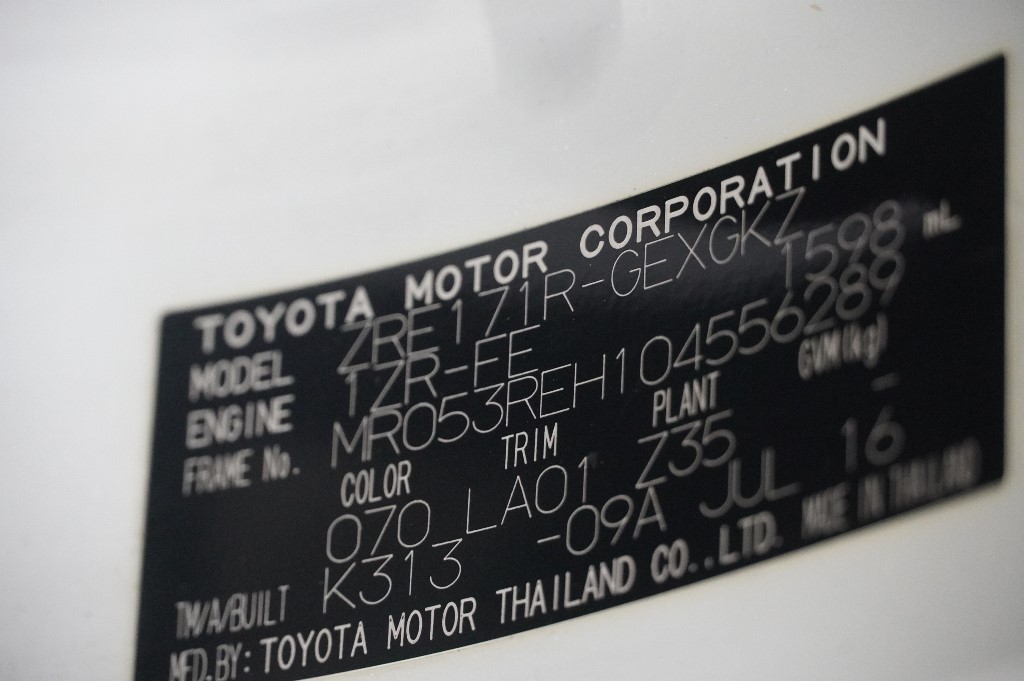 TOYOTA MOTOR CORPORATION
MODEL ZRE171R-GEXGKZ
ENGINE 1ZR-FE 1598 mL
FRAME No. MR053REH104556289
COLOR TRIM PLANT GVM(kg)
070 LA01 Z35 -
TM/A/BUILT K313 -09A JUL 16
MFD.BY: TOYOTA MOTOR THAILAND CO.,LTD. MADE IN THAILAND